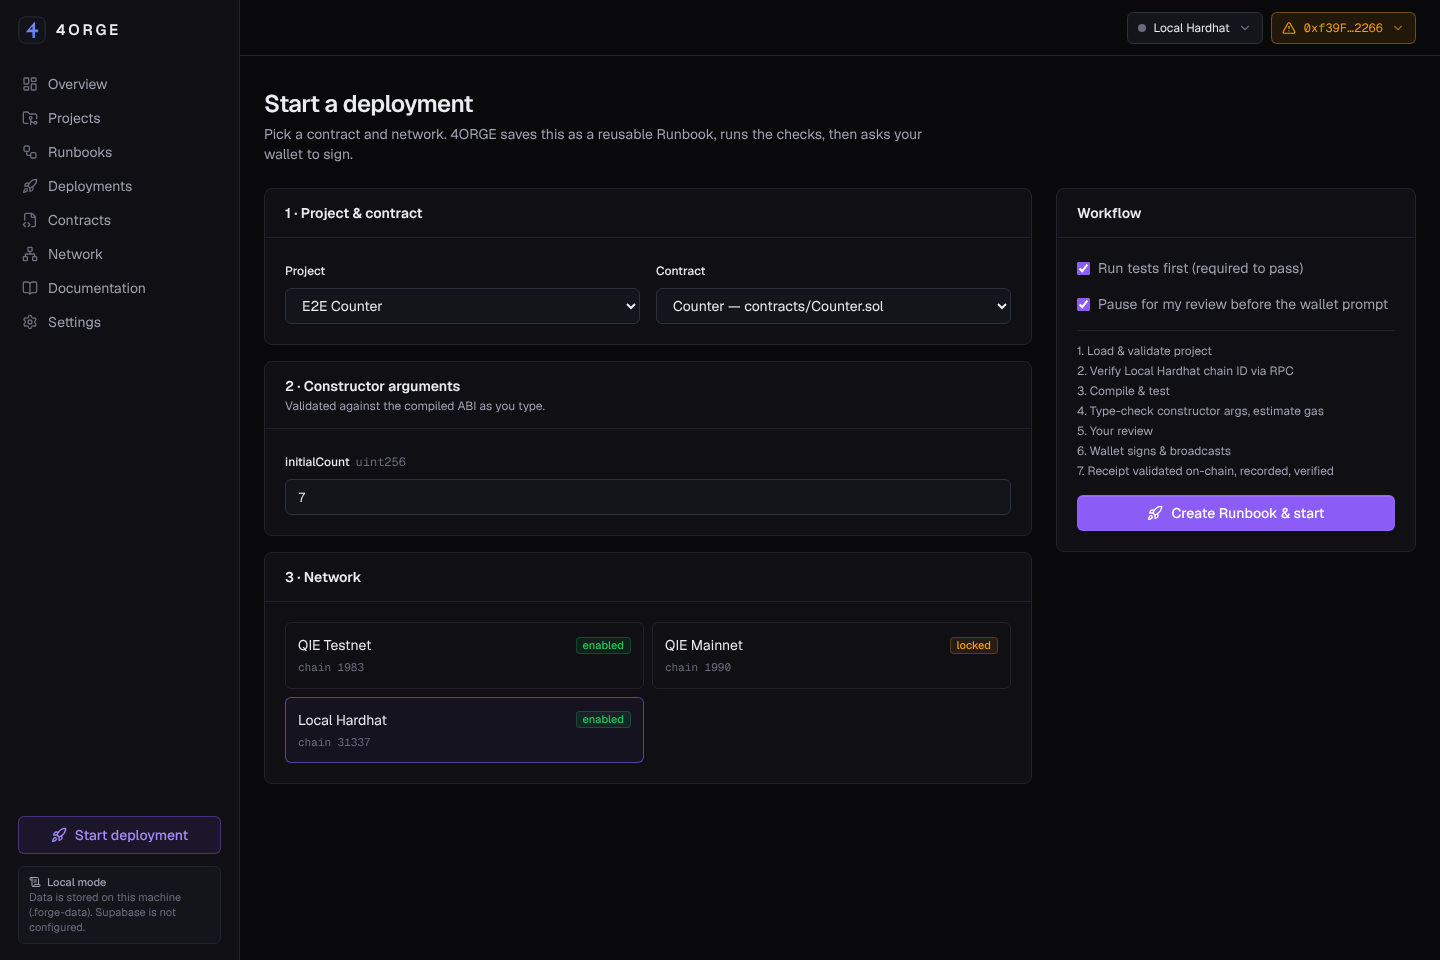 4ORGE
Overview
Projects
Runbooks
Deployments
Contracts
Network
Documentation
Settings
Start deployment
Local mode
Data is stored on this machine
(.forge-data). Supabase is not
configured.
Local Hardhat
0xf39F…2266
Start a deployment
Pick a contract and network. 4ORGE saves this as a reusable Runbook, runs the checks, then asks your
wallet to sign.
1 · Project & contract
Project
E2E Counter
Contract
Counter — contracts/Counter.sol
2 · Constructor arguments
Validated against the compiled ABI as you type.
initialCount uint256
7
3 · Network
QIE Testnet enabled
chain 1983
QIE Mainnet locked
chain 1990
Local Hardhat enabled
chain 31337
Workflow
Run tests first (required to pass)
Pause for my review before the wallet prompt
1. Load & validate project
2. Verify Local Hardhat chain ID via RPC
3. Compile & test
4. Type-check constructor args, estimate gas
5. Your review
6. Wallet signs & broadcasts
7. Receipt validated on-chain, recorded, verified
Create Runbook & start